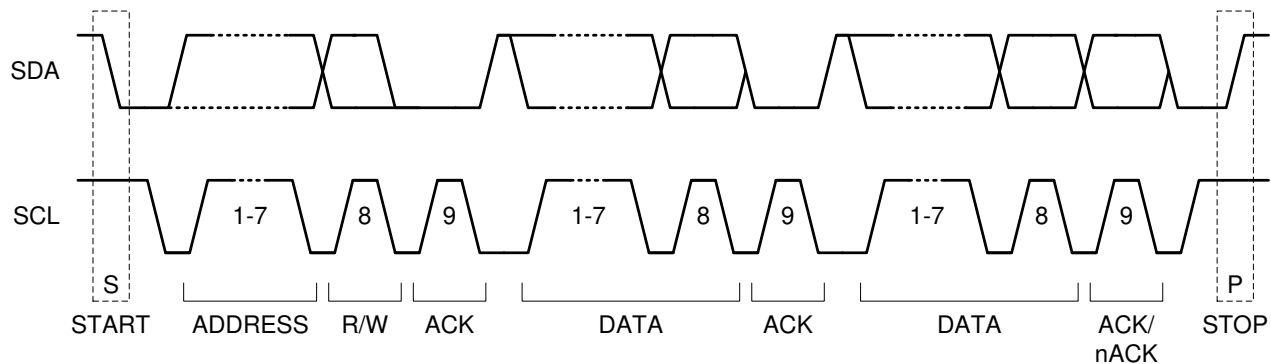 SDA
SCL
1-7 8 9 1-7 8 9 1-7 8 9
S P
START ADDRESS R/W ACK DATA ACK DATA ACK/ STOP
nACK